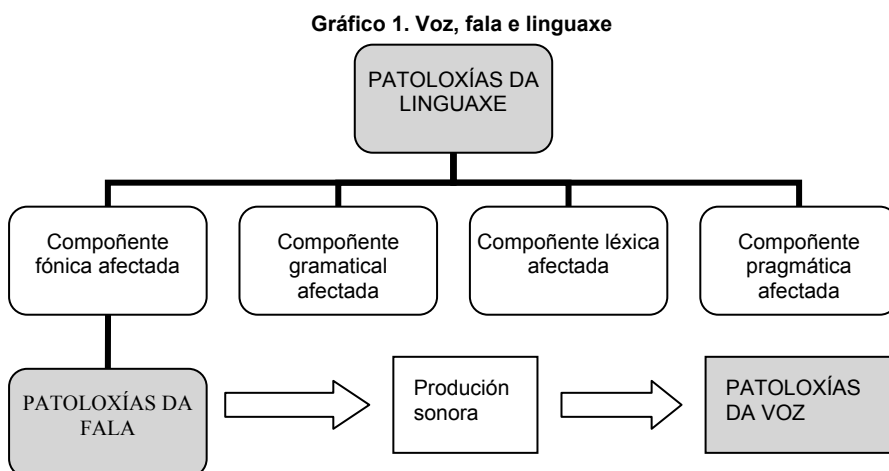 Gráfico 1. Voz, fala e linguaxe
PATOLOXÍAS DA
LINGUAXE
Compoñente
fónica afectada
Compoñente
gramatical
afectada
Compoñente léxica
afectada
Compoñente
pragmática
afectada
PATOLOXÍAS DA
FALA
Produción
sonora
PATOLOXÍAS
DA VOZ